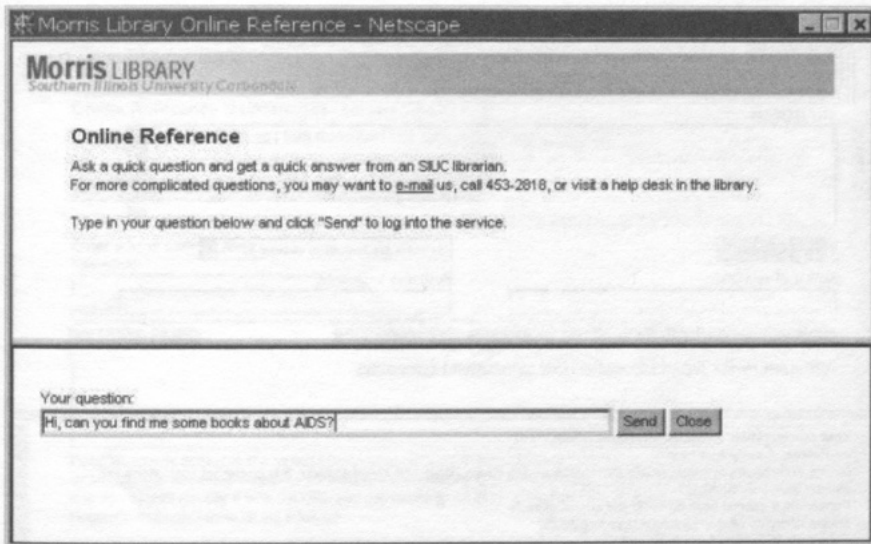 Morris Library Online Reference - Netscape
Morris LIBRARY
Southern Illinois University Carbondale
Online Reference
Ask a quick question and get a quick answer from an SIUC librarian.
For more complicated questions, you may want to e-mail us, call 453-2818, or visit a help desk in the library.
Type in your question below and click "Send" to log into the service.
Your question:
Hi, can you find me some books about AIDS?
Send Close